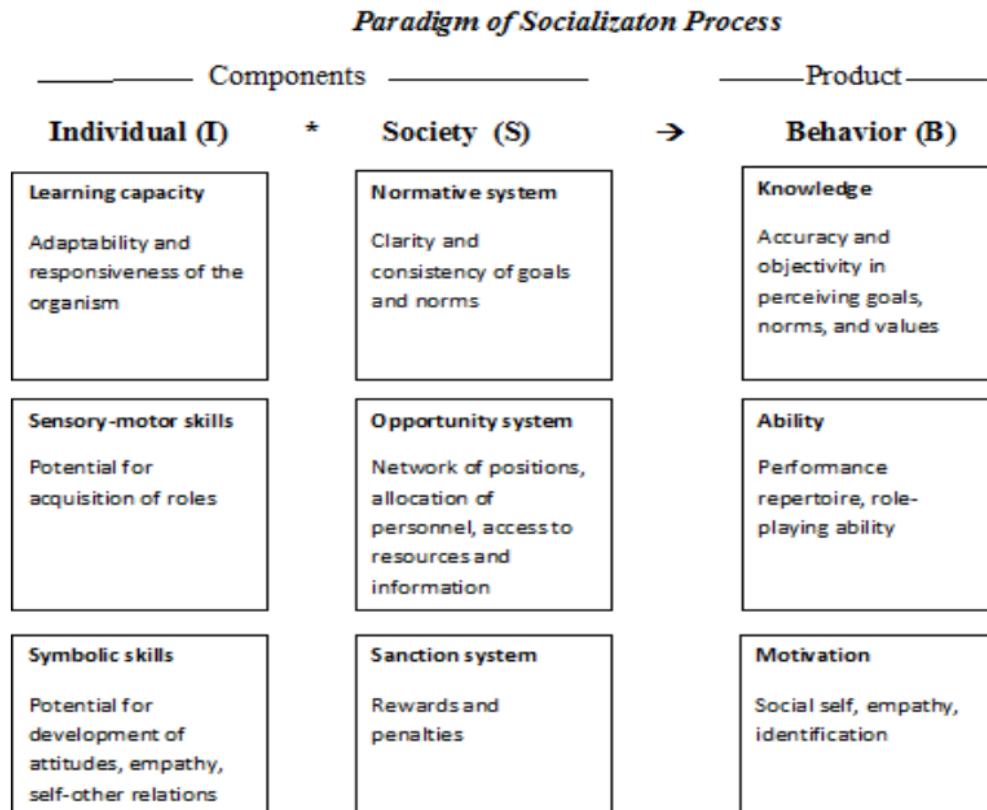 Paradigm of Socializaton Process
Components
Product
Individual (I) * Society (S) → Behavior (B)
Learning capacity
Adaptability and
responsiveness of the
organism
Normative system
Clarity and
consistency of goals
and norms
Knowledge
Accuracy and
objectivity in
perceiving goals,
norms, and values
Sensory-motor skills
Potential for
acquisition of roles
Opportunity system
Network of positions,
allocation of
personnel, access to
resources and
information
Ability
Performance
repertoire, role-
playing ability
Symbolic skills
Potential for
development of
attitudes, empathy,
self-other relations
Sanction system
Rewards and
penalties
Motivation
Social self, empathy,
identification